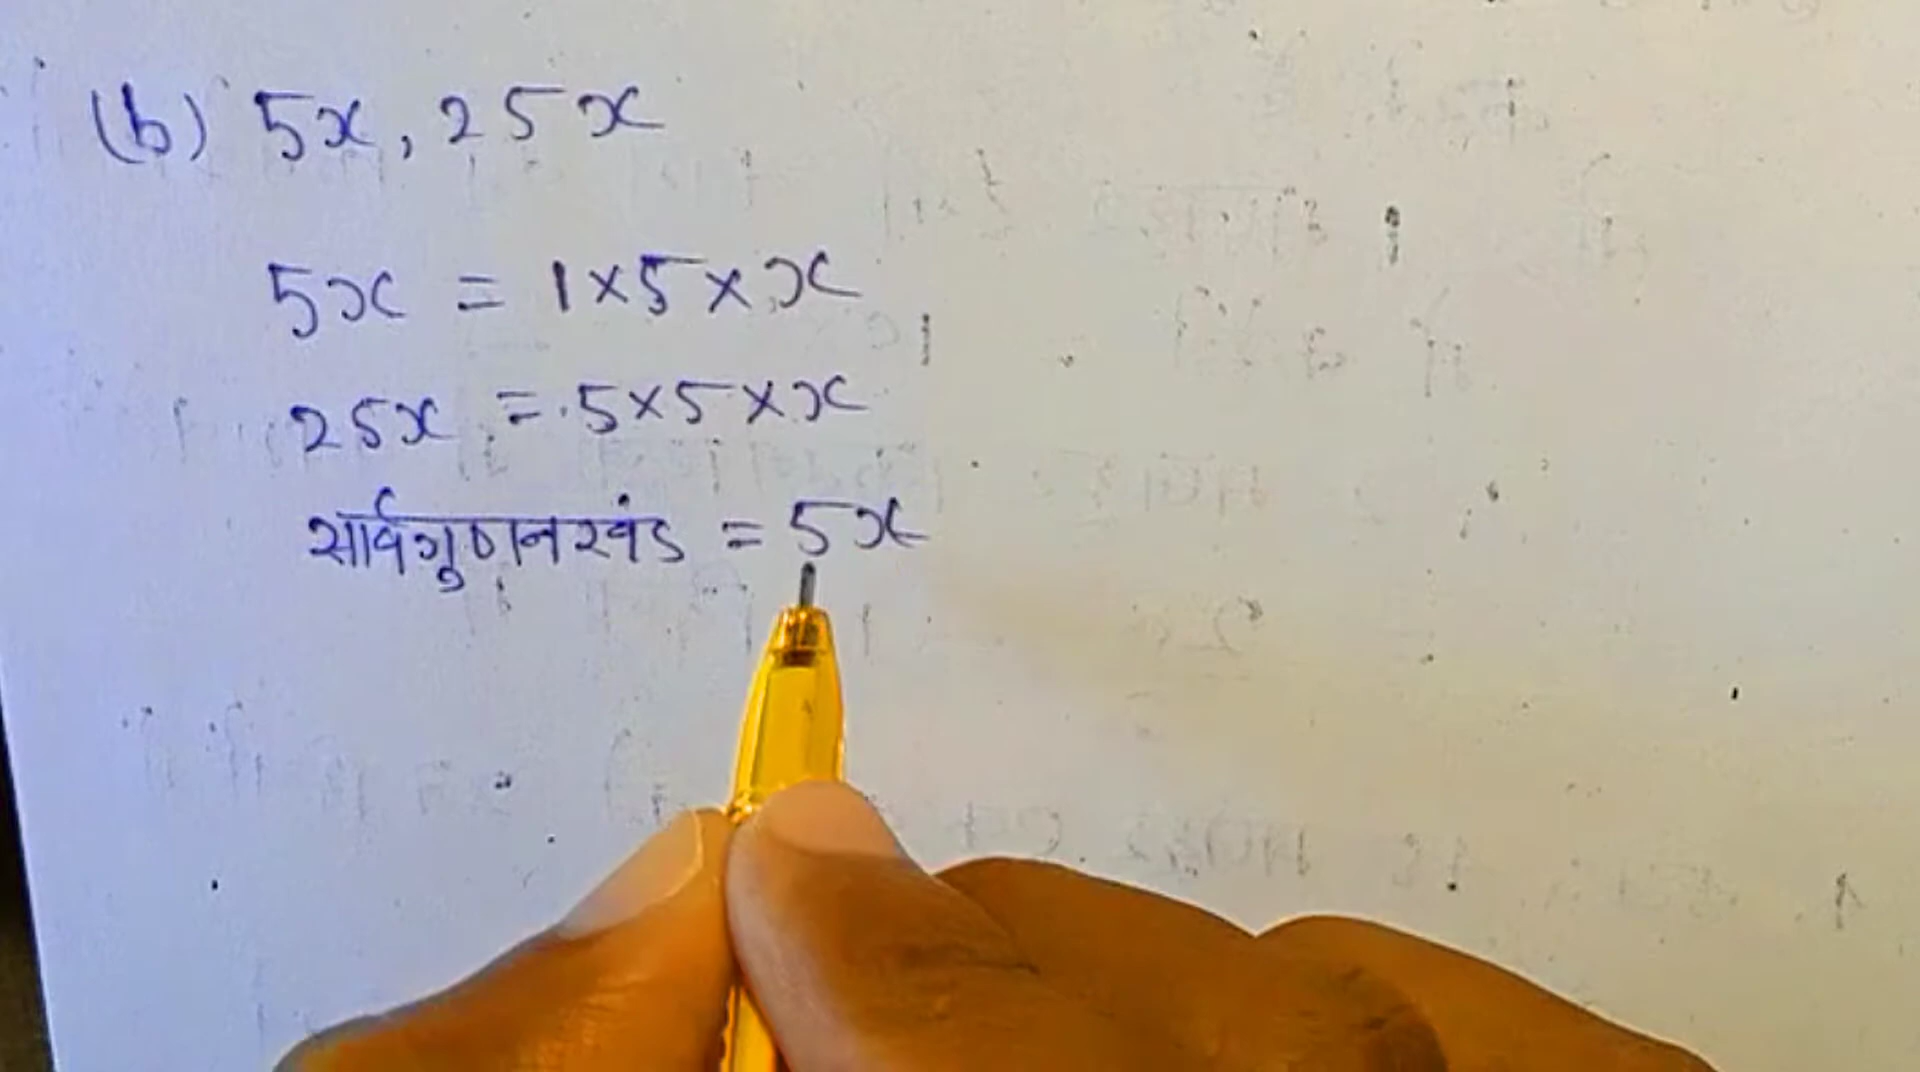 (b) 5x, 25x
5x = 1×5×x
25x = 5×5×x
सार्वगुणनखंड = 5x